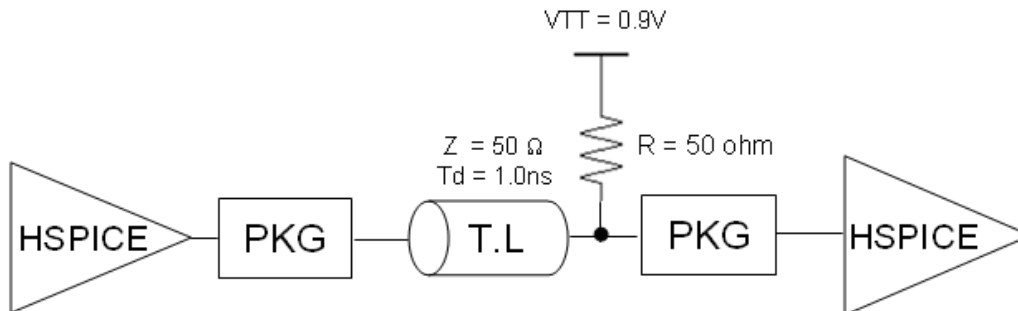 VTT = 0.9V
Z = 50 Ω
Td = 1.0ns
R = 50 ohm
HSPICE
PKG
T.L
PKG
HSPICE